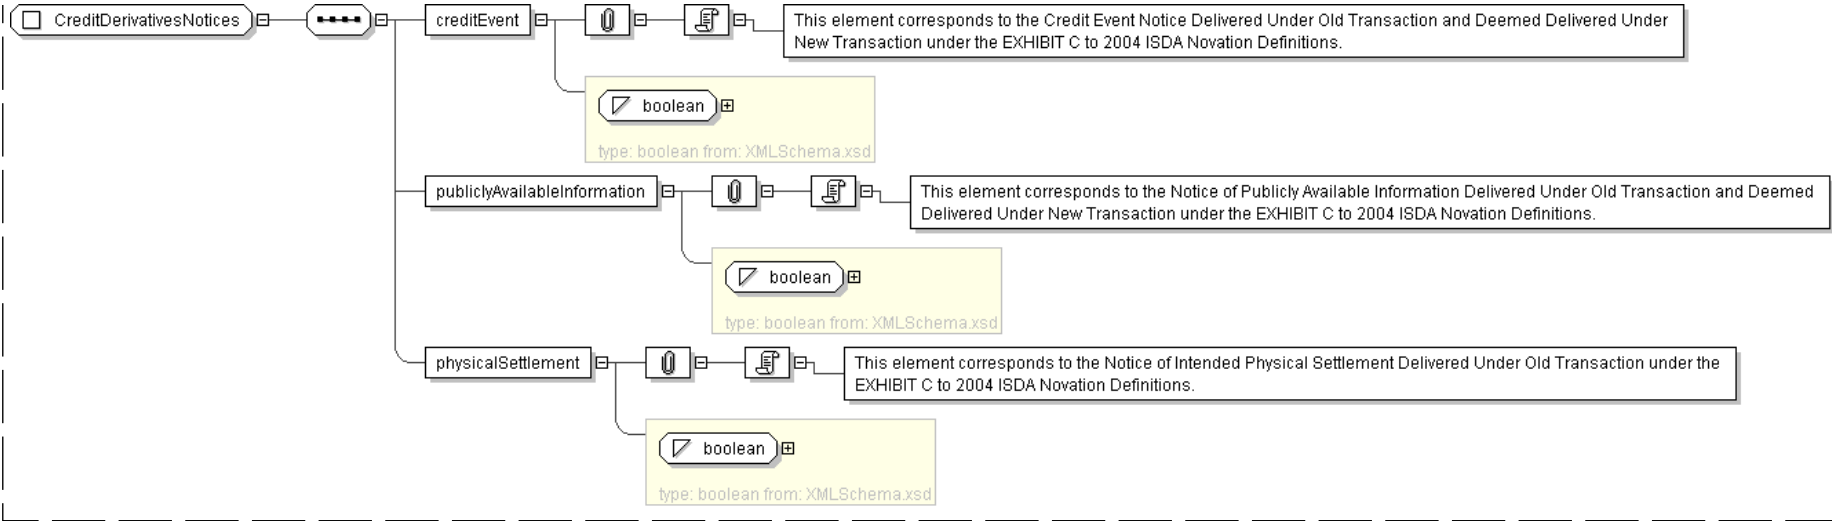 CreditDerivativesNotices
creditEvent
This element corresponds to the Credit Event Notice Delivered Under Old Transaction and Deemed Delivered Under
New Transaction under the EXHIBIT C to 2004 ISDA Novation Definitions.
boolean
type: boolean from: XMLSchema.xsd
publiclyAvailableInformation
This element corresponds to the Notice of Publicly Available Information Delivered Under Old Transaction and Deemed
Delivered Under New Transaction under the EXHIBIT C to 2004 ISDA Novation Definitions.
boolean
type: boolean from: XMLSchema.xsd
physicalSettlement
This element corresponds to the Notice of Intended Physical Settlement Delivered Under Old Transaction under the
EXHIBIT C to 2004 ISDA Novation Definitions.
boolean
type: boolean from: XMLSchema.xsd